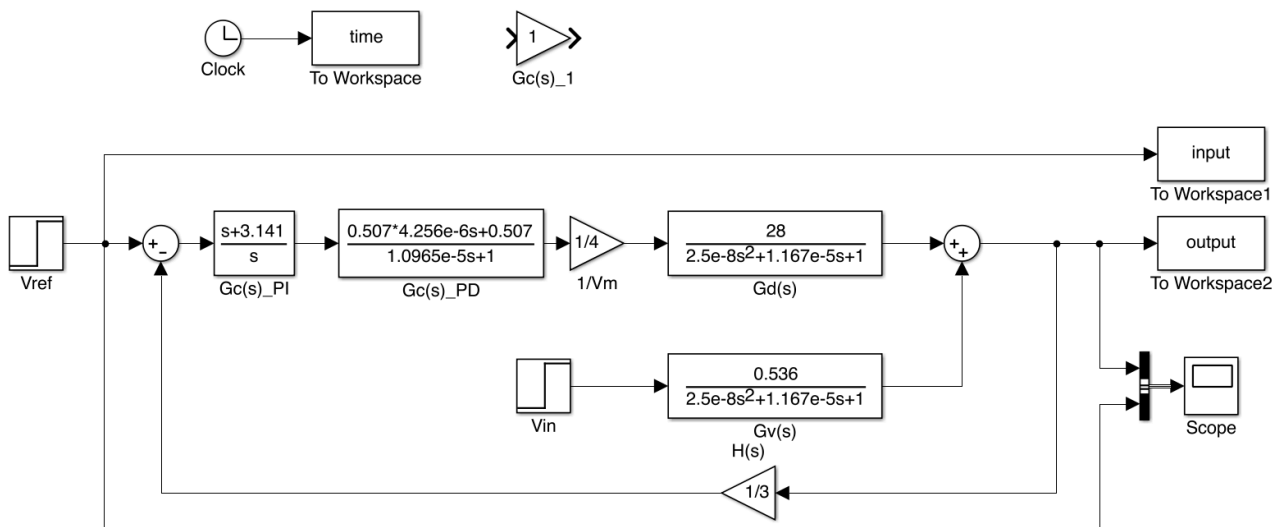 time
1
Clock
To Workspace
Gc(s)_1
input
To Workspace1
+
-
s+3.141
s
0.507*4.256e-6s+0.507
1.0965e-5s+1
1/4
28
2.5e-8s2+1.167e-5s+1
+
+
output
Vref
Gc(s)_PI
Gc(s)_PD
1/Vm
Gd(s)
To Workspace2
0.536
2.5e-8s2+1.167e-5s+1
Vin
Gv(s)
Scope
H(s)
1/3